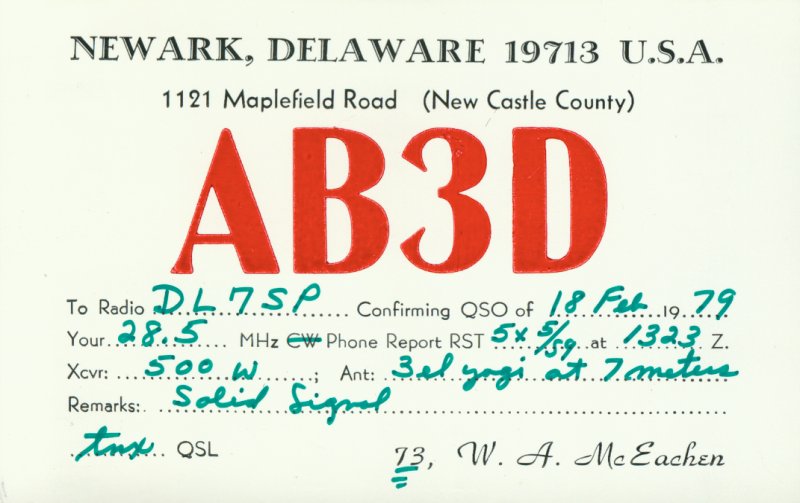 NEWARK, DELAWARE 19713 U.S.A.
1121 Maplefield Road (New Castle County)
AB3D
To Radio DL7SP Confirming QSO of 18 Feb 1979
Your 28.5 MHz CW Phone Report RST 5x5/59 at 1323 Z.
Xcvr: 500 W; Ant: 3 el yagi at 7 meters
Remarks: Solid Signal
tnx QSL 73, W. A. McEachen